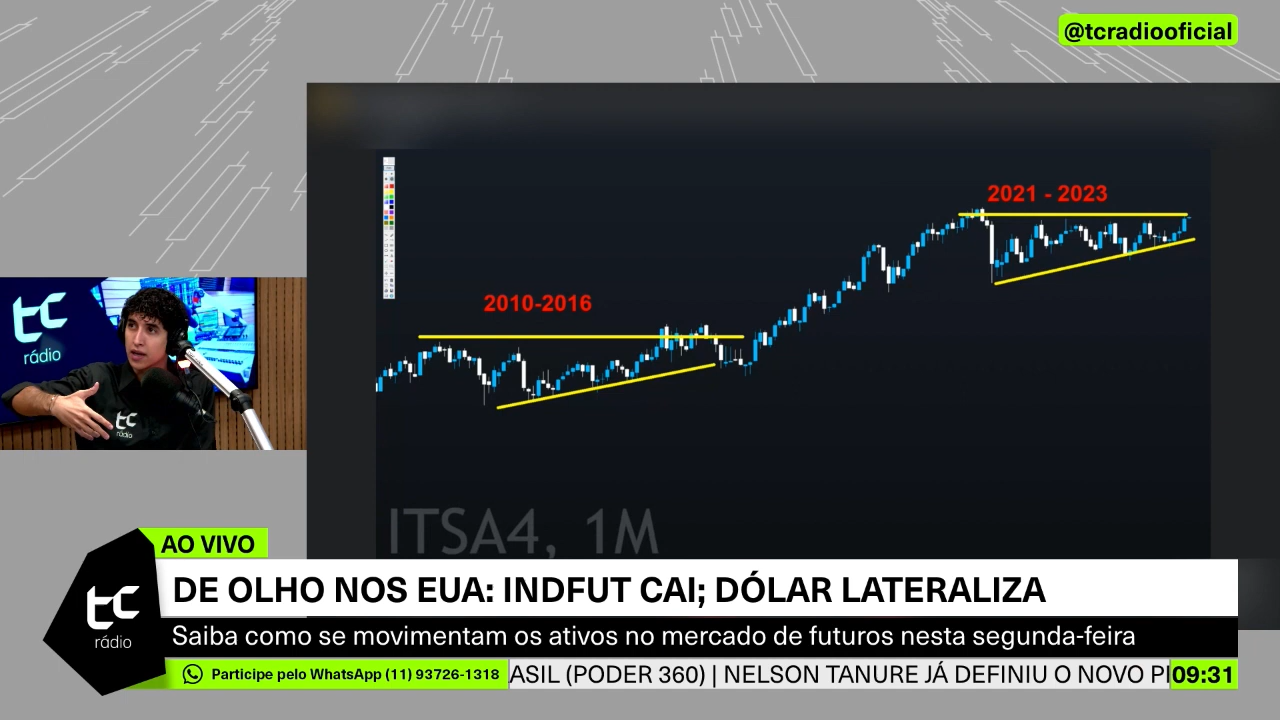 @tcradiooficial
2021 - 2023
2010-2016
tc
rádio
tc
rádio
ITSA4, 1M
AO VIVO
DE OLHO NOS EUA: INDFUT CAI; DÓLAR LATERALIZA
tc
rádio
Saiba como se movimentam os ativos no mercado de futuros nesta segunda-feira
Participe pelo WhatsApp (11) 93726-1318
ASIL (PODER 360) | NELSON TANURE JÁ DEFINIU O NOVO
09:31